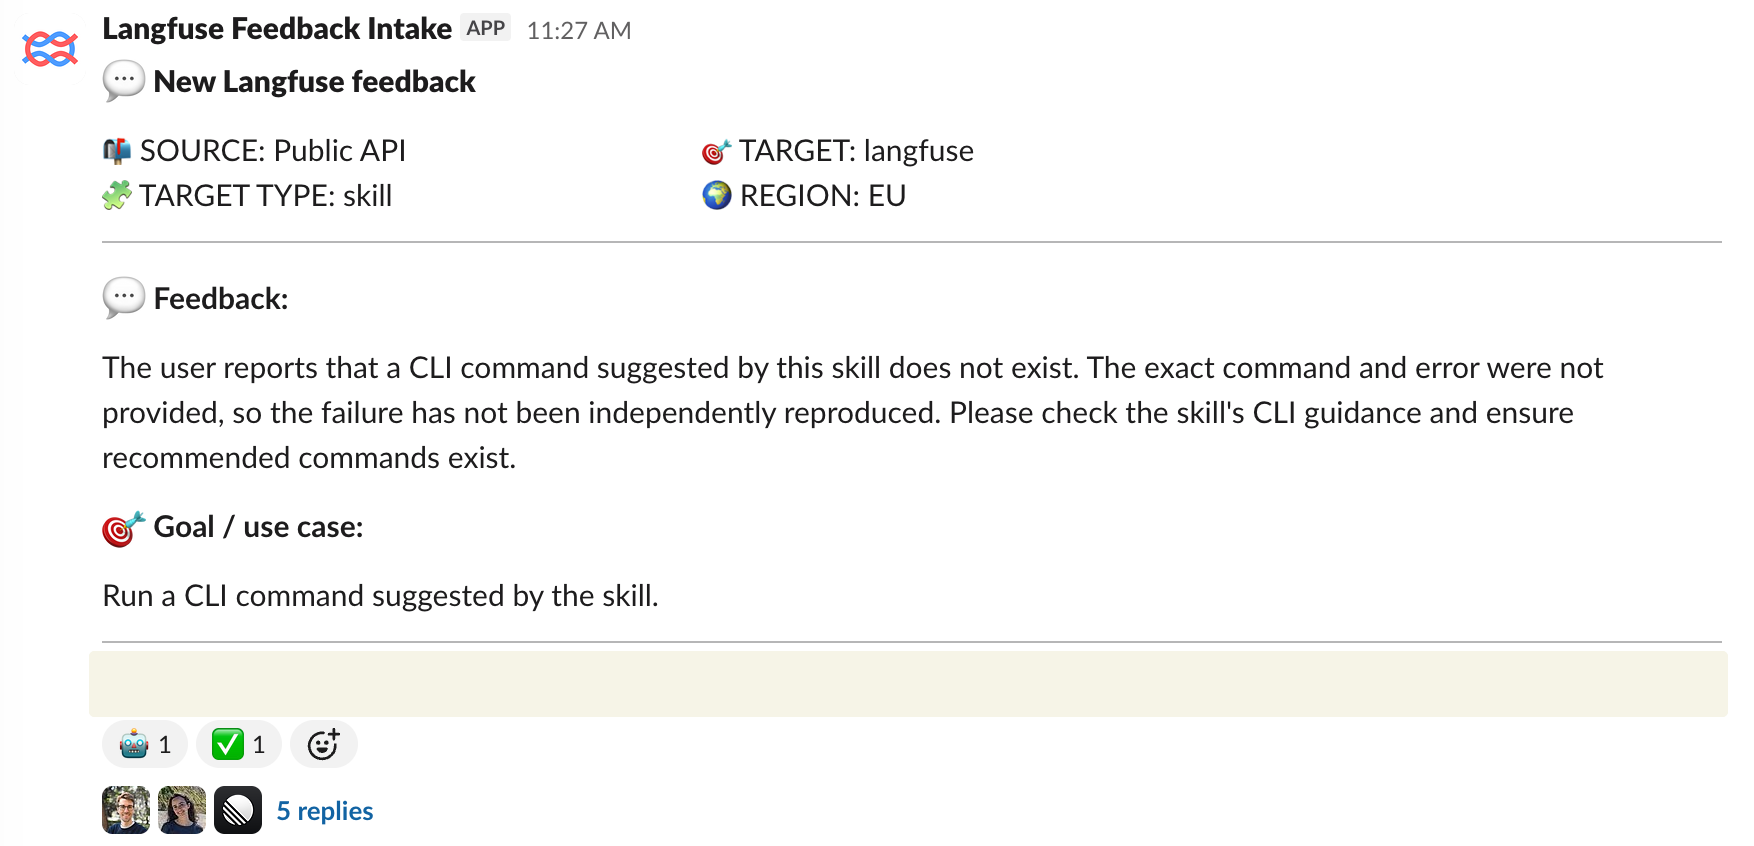 Langfuse Feedback Intake APP 11:27 AM
New Langfuse feedback
SOURCE: Public API
TARGET: langfuse
TARGET TYPE: skill
REGION: EU
Feedback:
The user reports that a CLI command suggested by this skill does not exist. The exact command and error were not
provided, so the failure has not been independently reproduced. Please check the skill's CLI guidance and ensure
recommended commands exist.
Goal / use case:
Run a CLI command suggested by the skill.
1 1
5 replies